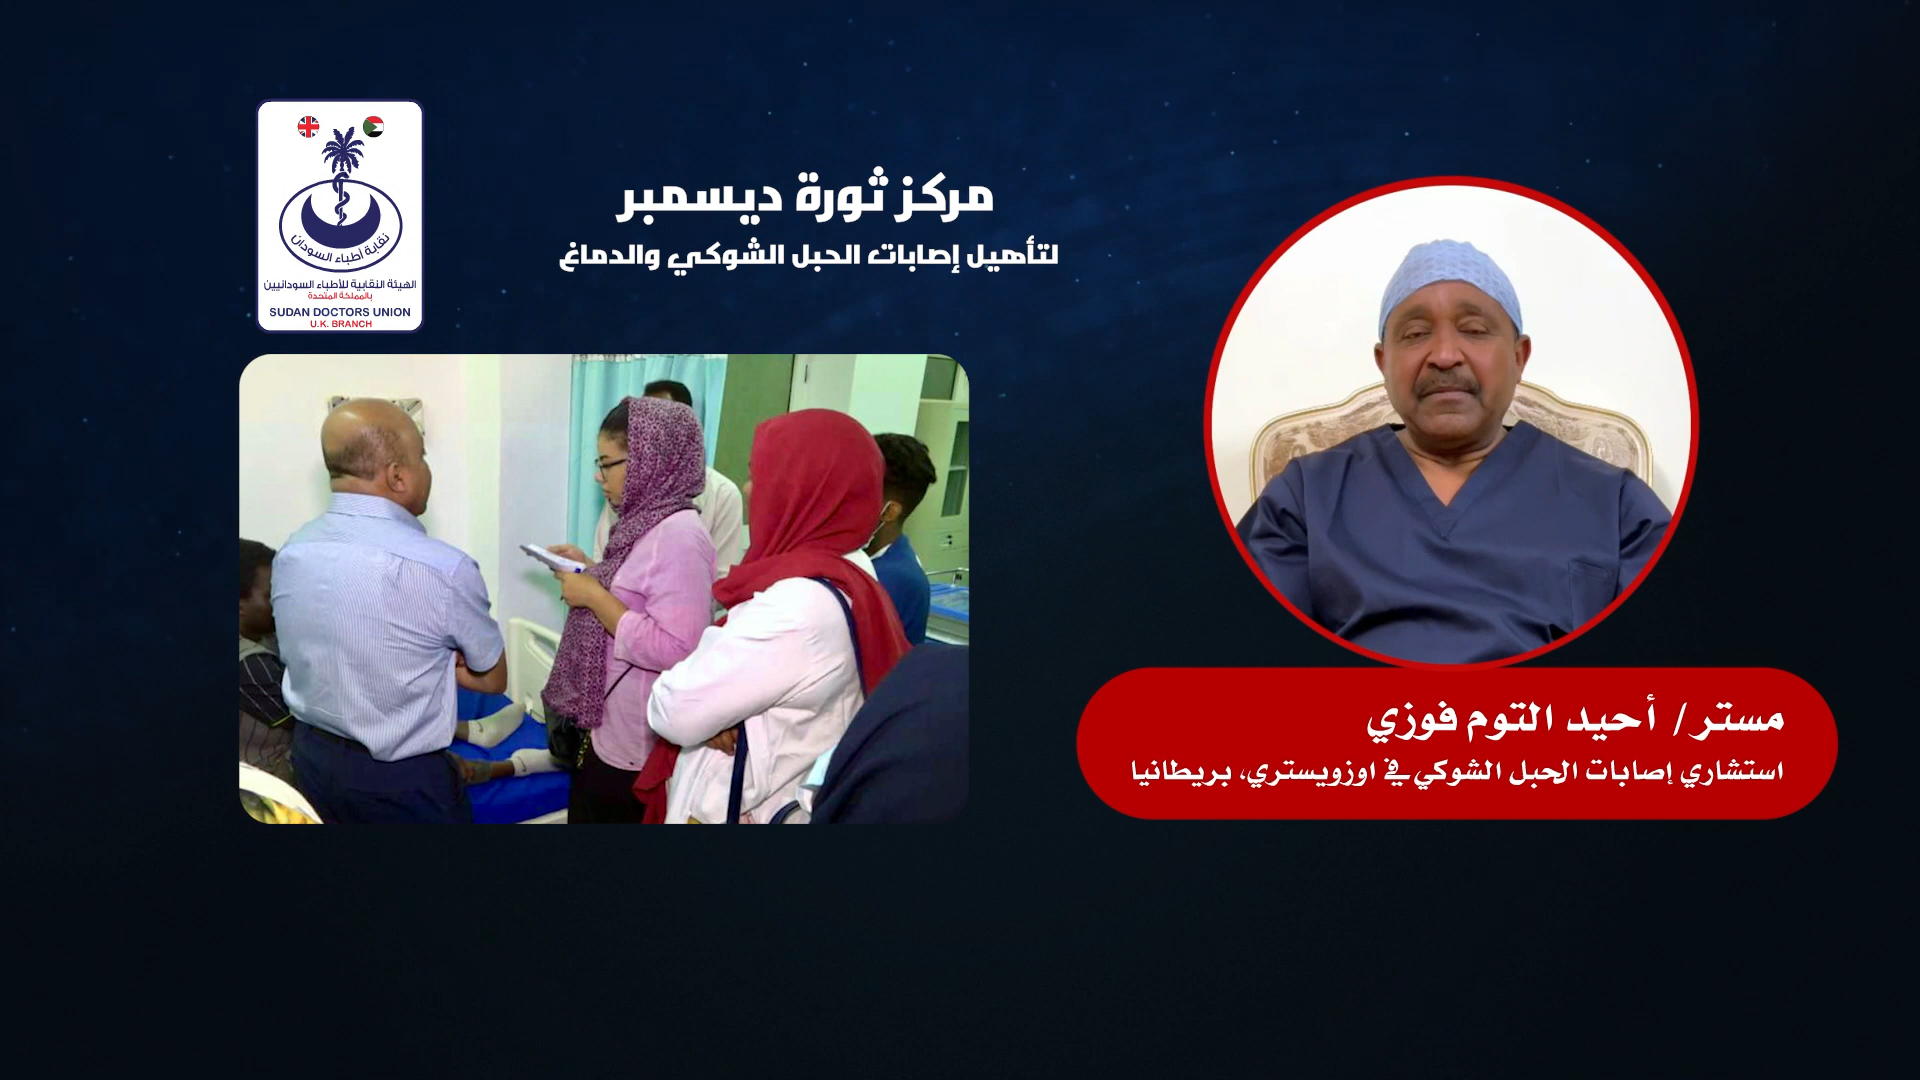 مركز ثورة ديسمبر
لتأهيل إصابات الحبل الشوكي والدماغ
نقابة أطباء السودان
الهيئة النقابية للأطباء السودانيين
بالمملكة المتحدة
SUDAN DOCTORS UNION
U.K. BRANCH
مستر/ أحيد التوم فوزي
استشاري إصابات الحبل الشوكي في اوزويستري، بريطانيا